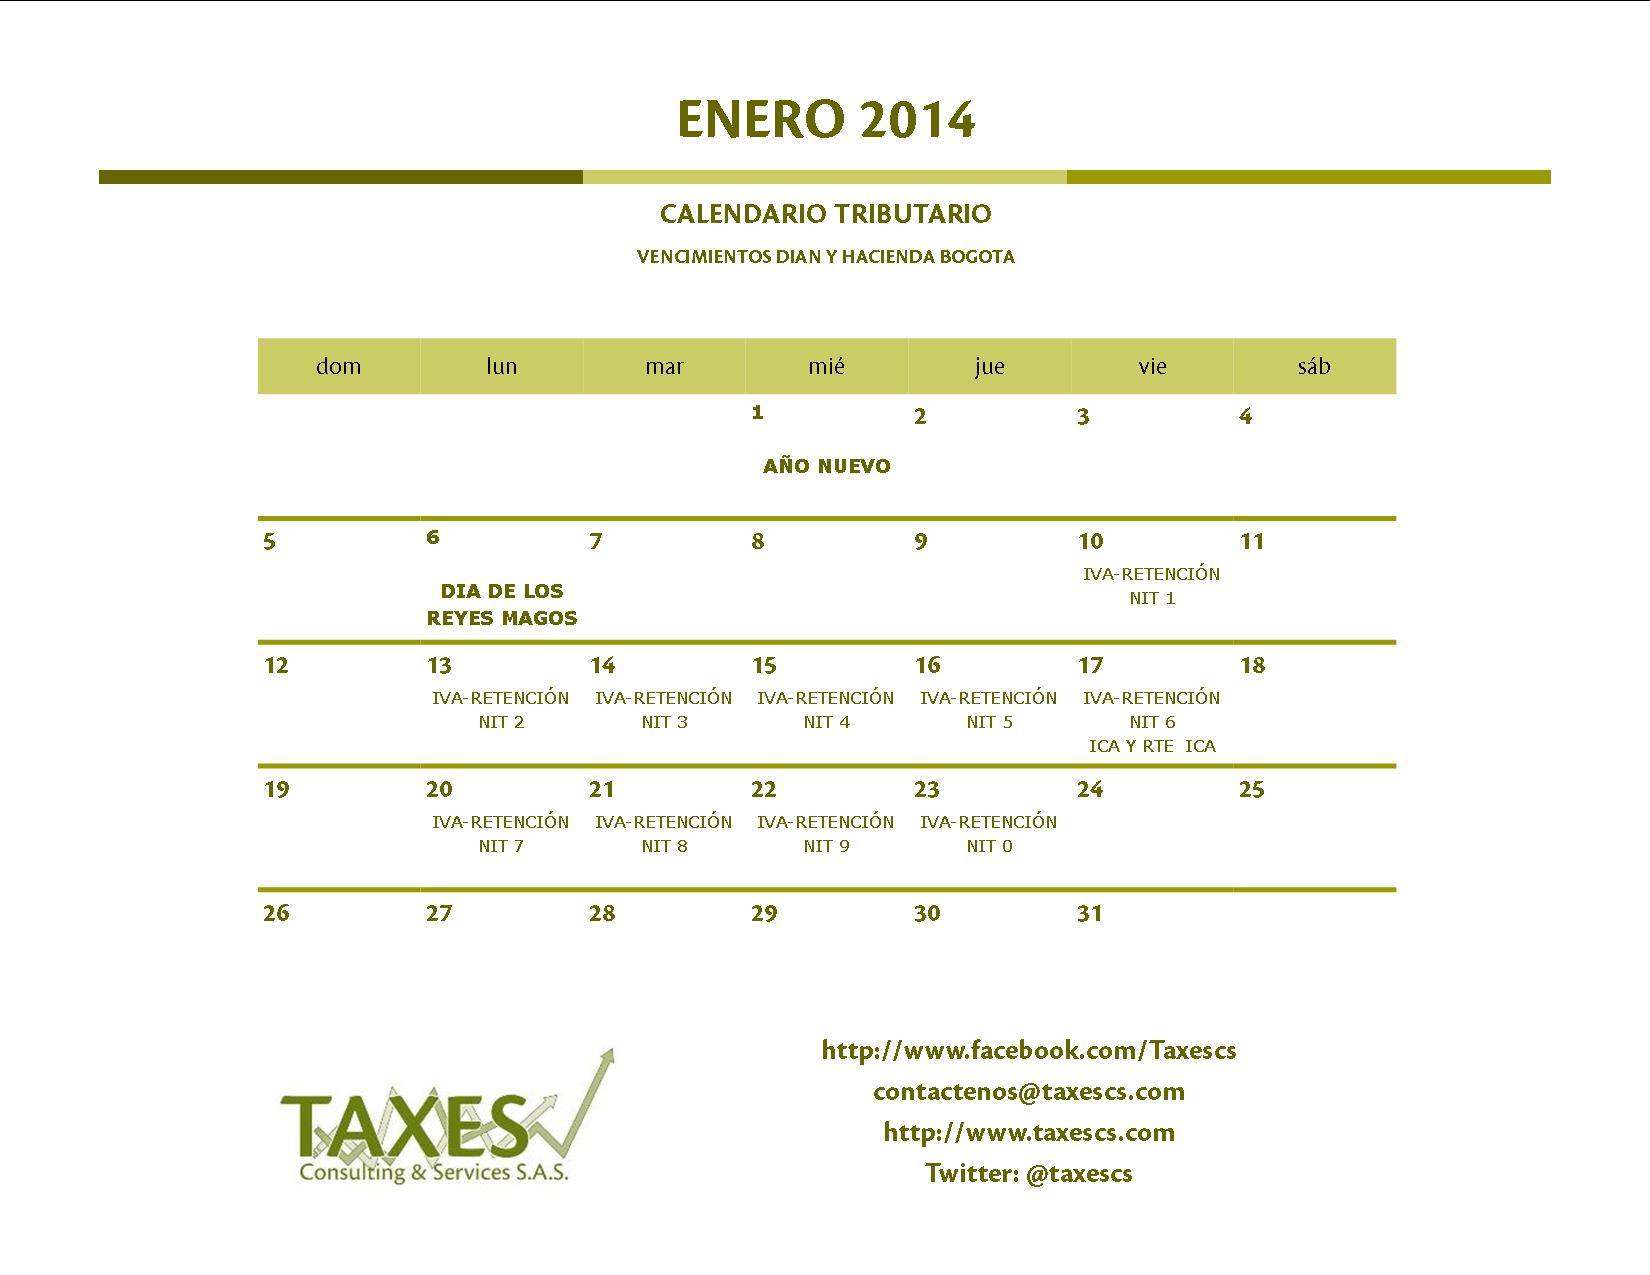 ENERO 2014
CALENDARIO TRIBUTARIO
VENCIMIENTOS DIAN Y HACIENDA BOGOTA
dom lun mar mié jue vie sáb
1 2 3 4
AÑO NUEVO
5 6 7 8 9 10 11
IVA-RETENCIÓN
NIT 1
DIA DE LOS
REYES MAGOS
12 13 14 15 16 17 18
IVA-RETENCIÓN IVA-RETENCIÓN IVA-RETENCIÓN IVA-RETENCIÓN IVA-RETENCIÓN
NIT 2 NIT 3 NIT 4 NIT 5 NIT 6
ICA Y RTE ICA
19 20 21 22 23 24 25
IVA-RETENCIÓN IVA-RETENCIÓN IVA-RETENCIÓN IVA-RETENCIÓN
NIT 7 NIT 8 NIT 9 NIT 0
26 27 28 29 30 31
TAXES
Consulting & Services S.A.S.
http://www.facebook.com/Taxescs
contactenos@taxescs.com
http://www.taxescs.com
Twitter: @taxescs